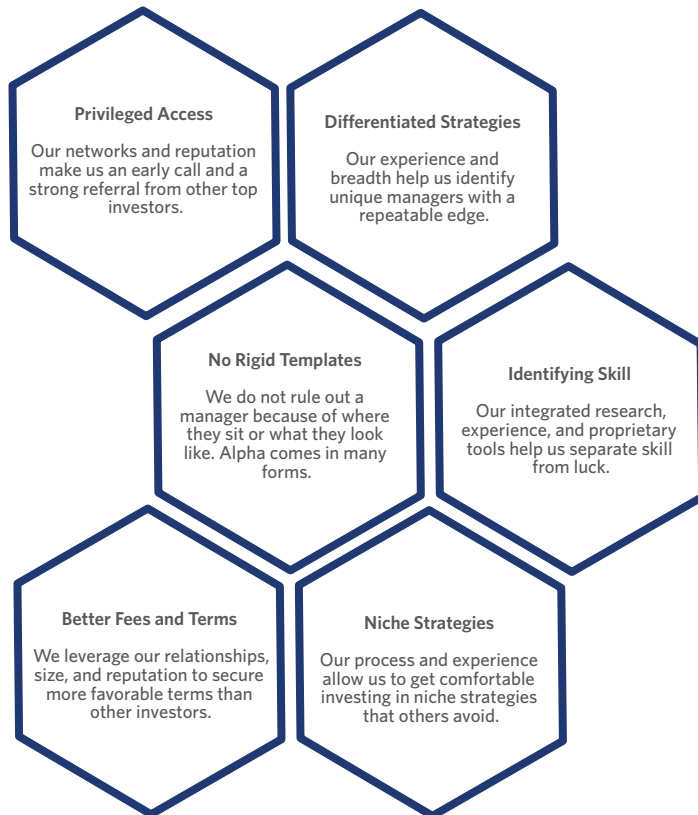 Privileged Access
Our networks and reputation
make us an early call and a
strong referral from other top
investors.
Differentiated Strategies
Our experience and
breadth help us identify
unique managers with a
repeatable edge.
No Rigid Templates
We do not rule out a
manager because of where
they sit or what they look
like. Alpha comes in many
forms.
Identifying Skill
Our integrated research,
experience, and proprietary
tools help us separate skill
from luck.
Better Fees and Terms
We leverage our relationships,
size, and reputation to secure
more favorable terms than
other investors.
Niche Strategies
Our process and experience
allow us to get comfortable
investing in niche strategies
that others avoid.